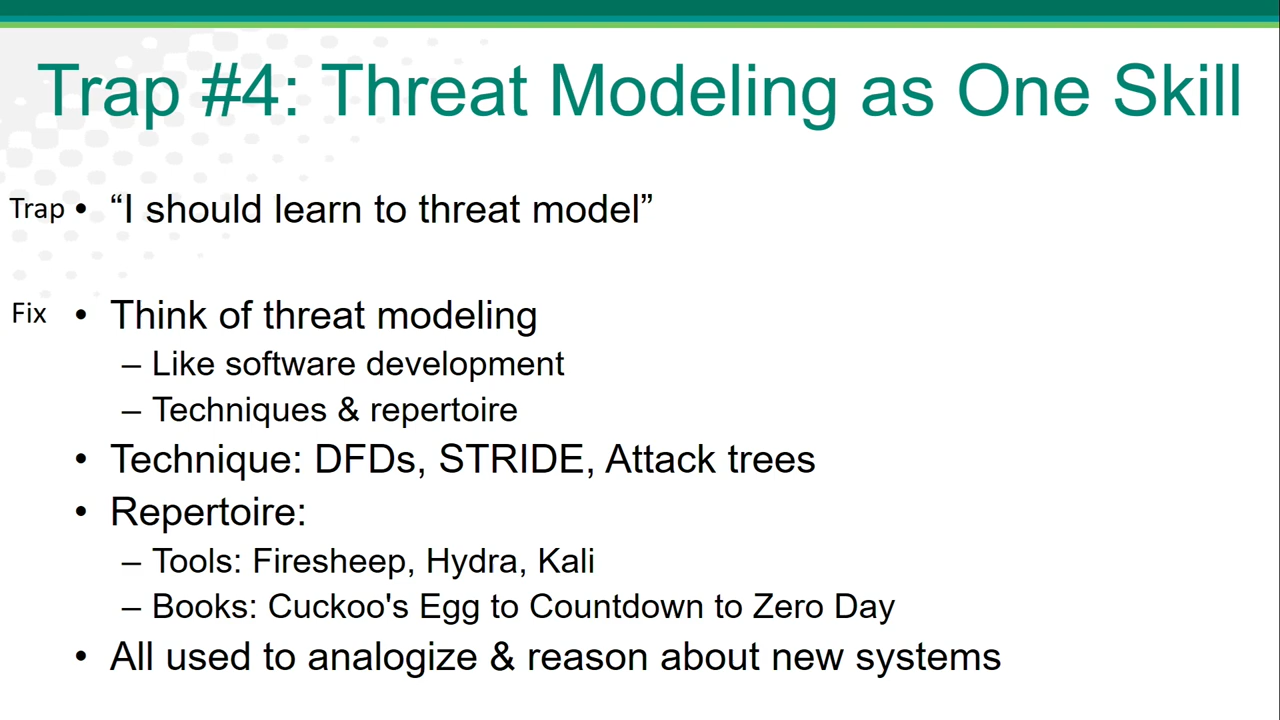 Trap #4: Threat Modeling as One Skill
Trap • “I should learn to threat model”
Fix • Think of threat modeling
– Like software development
– Techniques & repertoire
• Technique: DFDs, STRIDE, Attack trees
• Repertoire:
– Tools: Firesheep, Hydra, Kali
– Books: Cuckoo's Egg to Countdown to Zero Day
• All used to analogize & reason about new systems